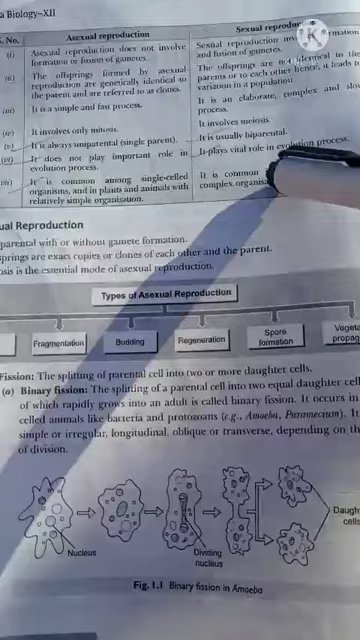 a Biology-XII
S. No.
Asexual reproduction
Sexual
(i)
Asexual reproduction does not involve
formation or fusion of gametes.
Sexual reproduction
and fusion of gametes.
(ii)
The offsprings formed by asexual
reproduction are genetically identical to
the parent and are referred to as clones.
The offsprings are not identical to the
parents or to each other hence, it leads to
variation in a population.
(iii)
It is a simple and fast process.
It is an elaborate, complex and slow
process.
(iv)
It involves only mitosis.
It involves meiosis.
(v)
It is always uniparental (single parent).
It is usually biparental.
(vi)
It does not play important role in
evolution process.
It plays vital role in evolution process.
(vii)
It is common among single-celled
organisms, and in plants and animals with
relatively simple organisation.
It is common
complex
K
Reproduction
parental with or without gamete formation.
springs are exact copies or clones of each other and the parent.
osis is the essential mode of asexual reproduction.
Types of Asexual Reproduction
Fragmentation
Budding
Regeneration
Spore
formation
Vegeta
propag
Fission: The splitting of parental cell into two or more daughter cells.
(a) Binary fission: The splitting of a parental cell into two equal daughter cell
of which rapidly grows into an adult is called binary fission. It occurs in
celled animals like bacteria and protozoans (e.g., Amoeba, Paramecium). It
simple or irregular, longitudinal, oblique or transverse, depending on the
of division.
Nucleus
Dividing
nucleus
Daugh
cells
Fig. 1.1 Binary fission in Amoeba